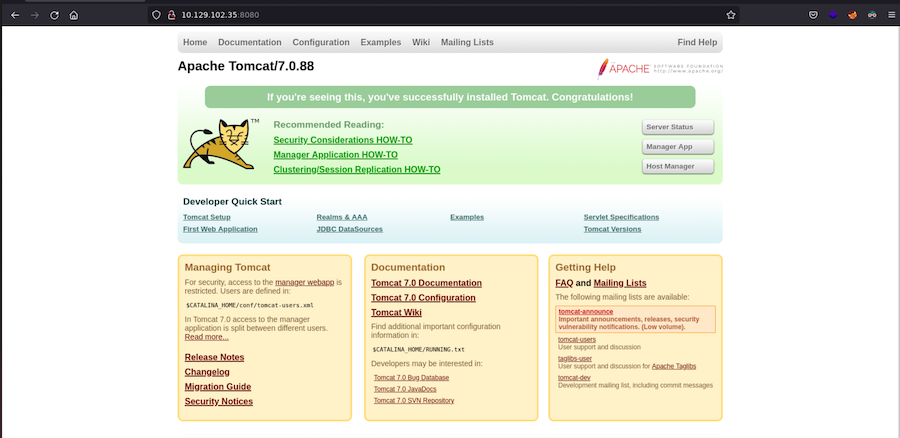 10.129.102.35:8080
Home Documentation Configuration Examples Wiki Mailing Lists Find Help
Apache Tomcat/7.0.88
APACHE SOFTWARE FOUNDATION
http://www.apache.org/
If you're seeing this, you've successfully installed Tomcat. Congratulations!
TM
Recommended Reading:
Security Considerations HOW-TO
Manager Application HOW-TO
Clustering/Session Replication HOW-TO
Server Status
Manager App
Host Manager
Developer Quick Start
Tomcat Setup Realms & AAA Examples Servlet Specifications
First Web Application JDBC DataSources Tomcat Versions
Managing Tomcat
For security, access to the manager webapp is
restricted. Users are defined in:
$CATALINA_HOME/conf/tomcat-users.xml
In Tomcat 7.0 access to the manager
application is split between different users.
Read more...
Release Notes
Changelog
Migration Guide
Security Notices
Documentation
Tomcat 7.0 Documentation
Tomcat 7.0 Configuration
Tomcat Wiki
Find additional important configuration
information in:
$CATALINA_HOME/RUNNING.txt
Developers may be interested in:
Tomcat 7.0 Bug Database
Tomcat 7.0 JavaDocs
Tomcat 7.0 SVN Repository
Getting Help
FAQ and Mailing Lists
The following mailing lists are available:
tomcat-announce
Important announcements, releases, security
vulnerability notifications. (Low volume).
tomcat-users
User support and discussion
taglibs-user
User support and discussion for Apache Taglibs
tomcat-dev
Development mailing list, including commit messages